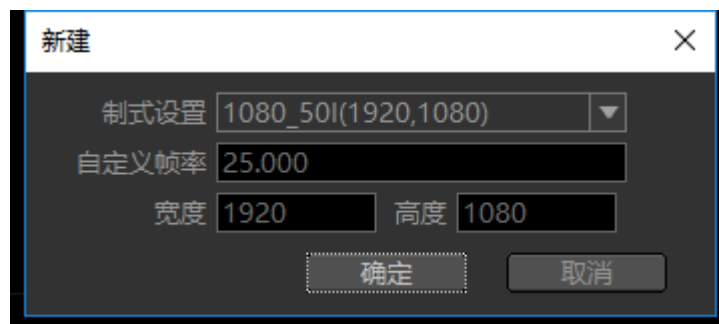 新建
制式设置 1080_50I(1920,1080)
自定义帧率 25.000
宽度 1920 高度 1080
确定 取消